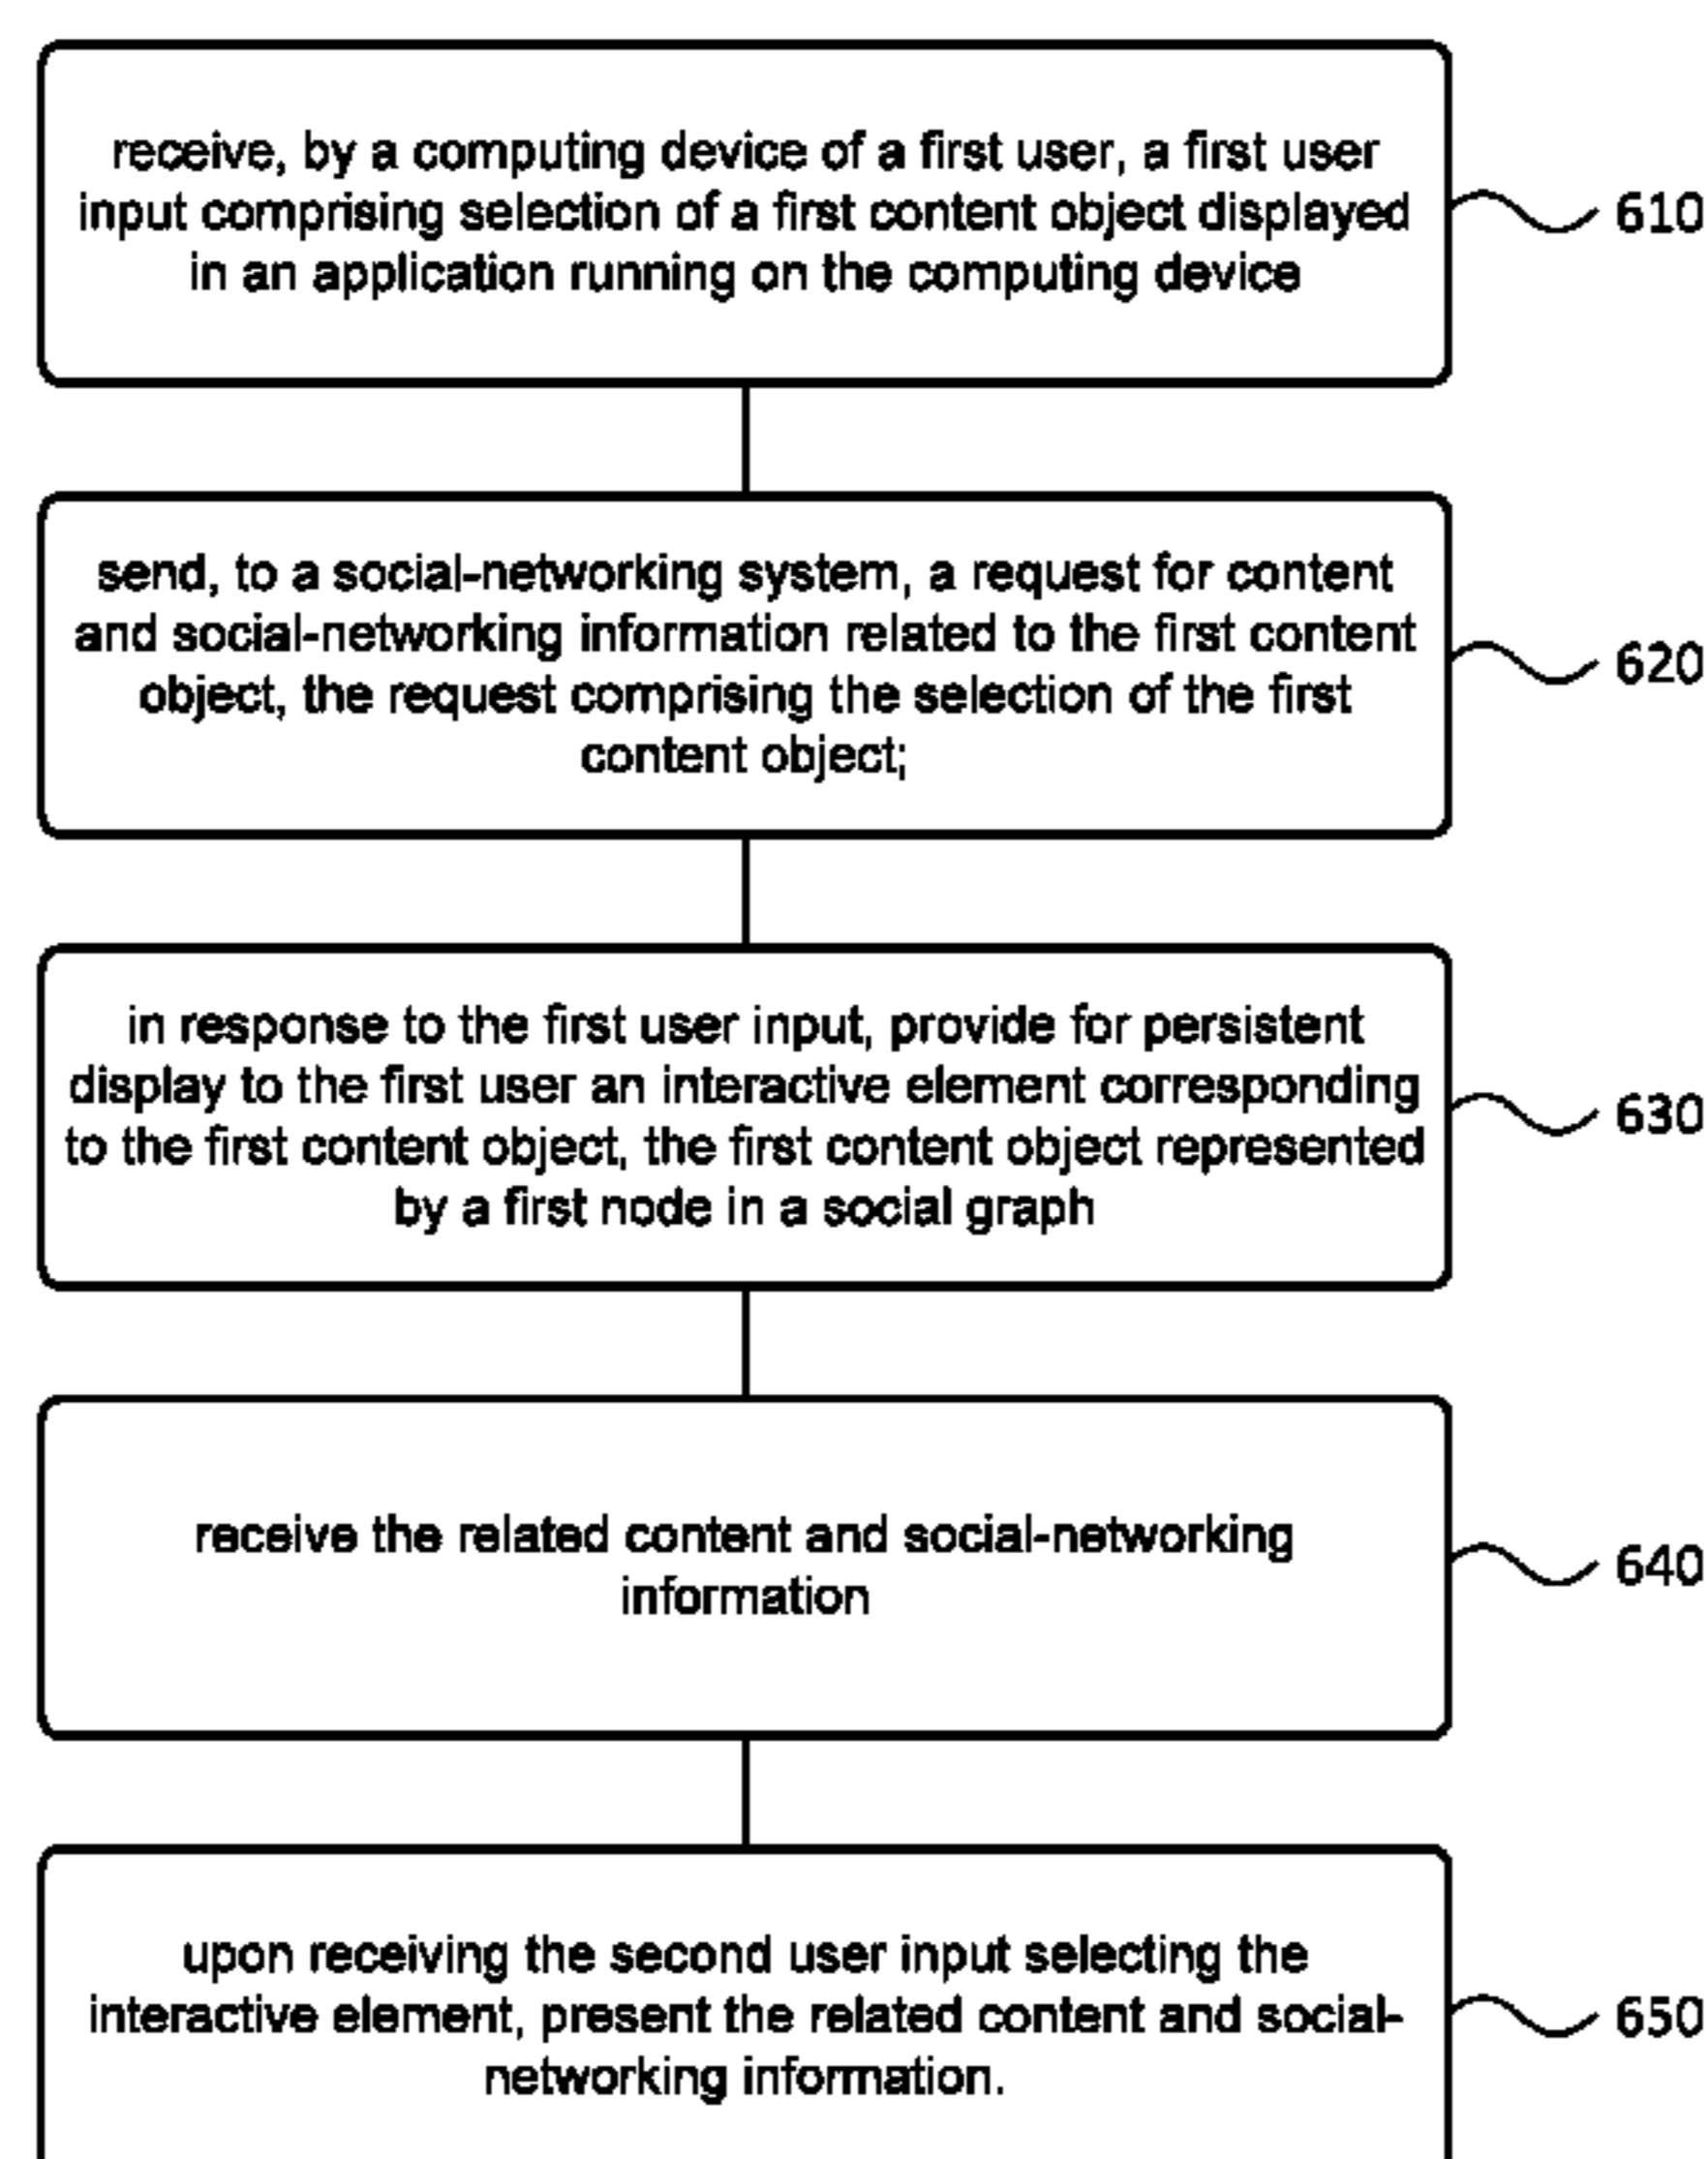 receive, by a computing device of a first user, a first user
input comprising selection of a first content object displayed
in an application running on the computing device
610
send, to a social-networking system, a request for content
and social-networking information related to the first content
object, the request comprising the selection of the first
content object;
620
in response to the first user input, provide for persistent
display to the first user an interactive element corresponding
to the first content object, the first content object represented
by a first node in a social graph
630
receive the related content and social-networking
information
640
upon receiving the second user input selecting the
interactive element, present the related content and social-
networking information.
650